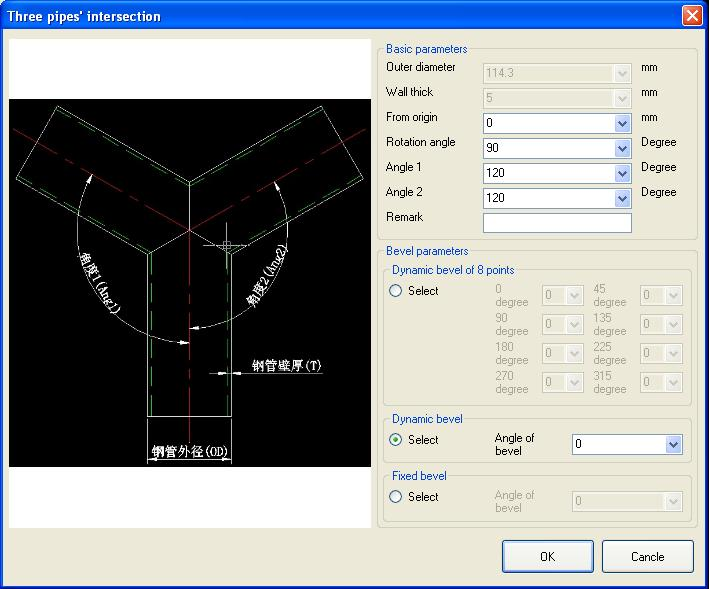 Three pipes' intersection
角度1(Ang1)
角度2(Ang2)
钢管壁厚(T)
钢管外径(OD)
Basic parameters
Outer diameter 114.3 mm
Wall thick 5 mm
From origin 0 mm
Rotation angle 90 Degree
Angle 1 120 Degree
Angle 2 120 Degree
Remark
Bevel parameters
Dynamic bevel of 8 points
Select
0 degree 0 45 degree 0
90 degree 0 135 degree 0
180 degree 0 225 degree 0
270 degree 0 315 degree 0
Dynamic bevel
Select Angle of bevel 0
Fixed bevel
Select Angle of bevel 0
OK Cancle